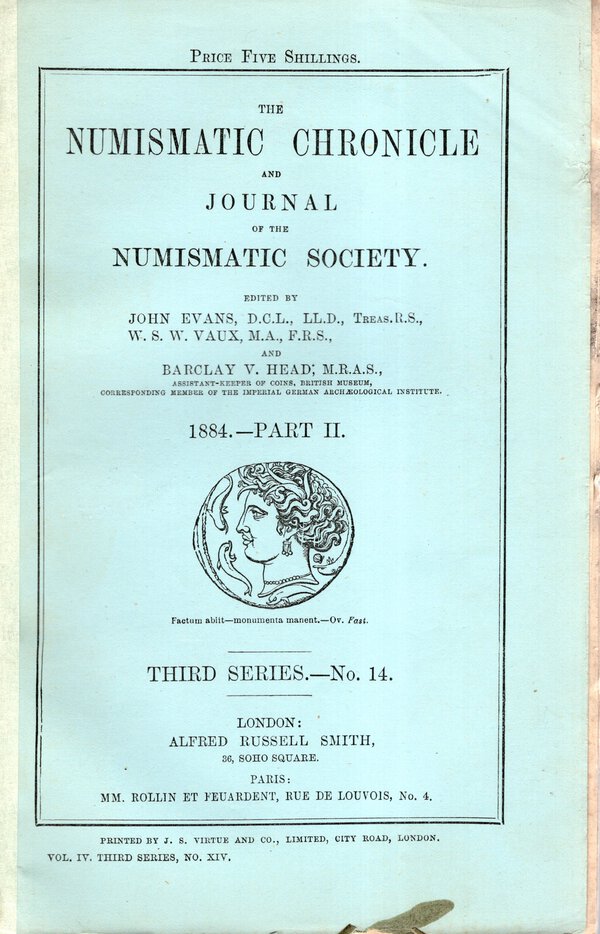 PRICE FIVE SHILLINGS.
THE
NUMISMATIC CHRONICLE
AND
JOURNAL
OF THE
NUMISMATIC SOCIETY.
EDITED BY
JOHN EVANS, D.C.L., LL.D., TREAS.R.S.,
W. S. W. VAUX, M.A., F.R.S.,
AND
BARCLAY V. HEAD, M.R.A.S.,
ASSISTANT-KEEPER OF COINS, BRITISH MUSEUM,
CORRESPONDING MEMBER OF THE IMPERIAL GERMAN ARCHÆOLOGICAL INSTITUTE.
1884.—PART II.
Factum abiit—monumenta manent.—Ov. Fast.
THIRD SERIES.—No. 14.
LONDON:
ALFRED RUSSELL SMITH,
36, SOHO SQUARE.
PARIS:
MM. ROLLIN ET FEUARDENT, RUE DE LOUVOIS, No. 4.
PRINTED BY J. S. VIRTUE AND CO., LIMITED, CITY ROAD, LONDON.
VOL. IV. THIRD SERIES, NO. XIV.